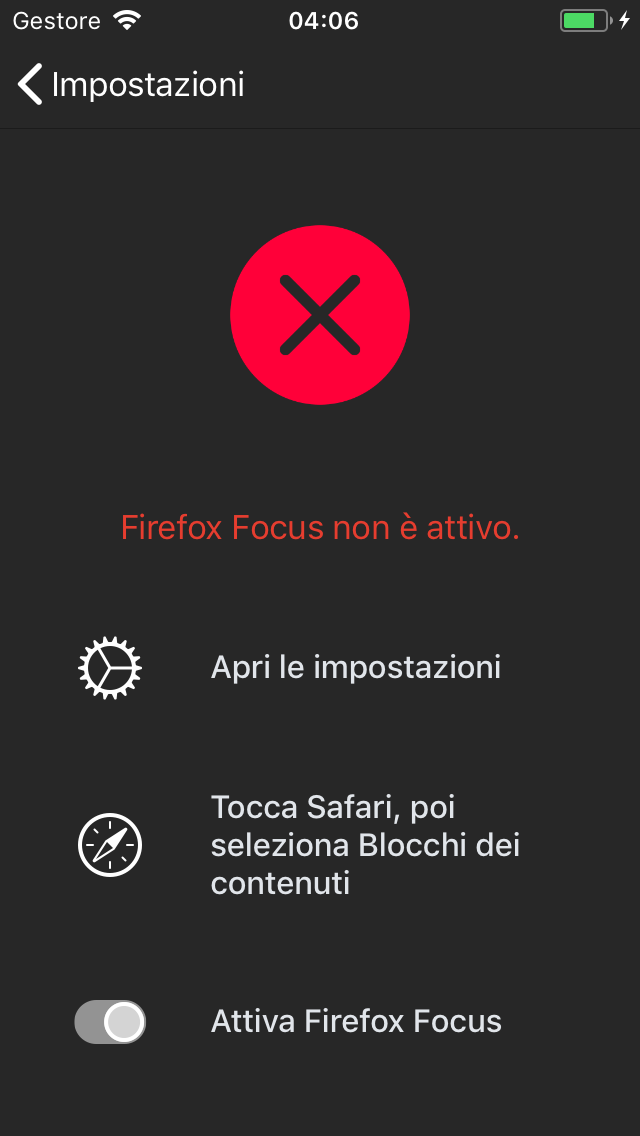 Gestore 04:06
Impostazioni
Firefox Focus non è attivo.
Apri le impostazioni
Tocca Safari, poi
seleziona Blocchi dei
contenuti
Attiva Firefox Focus